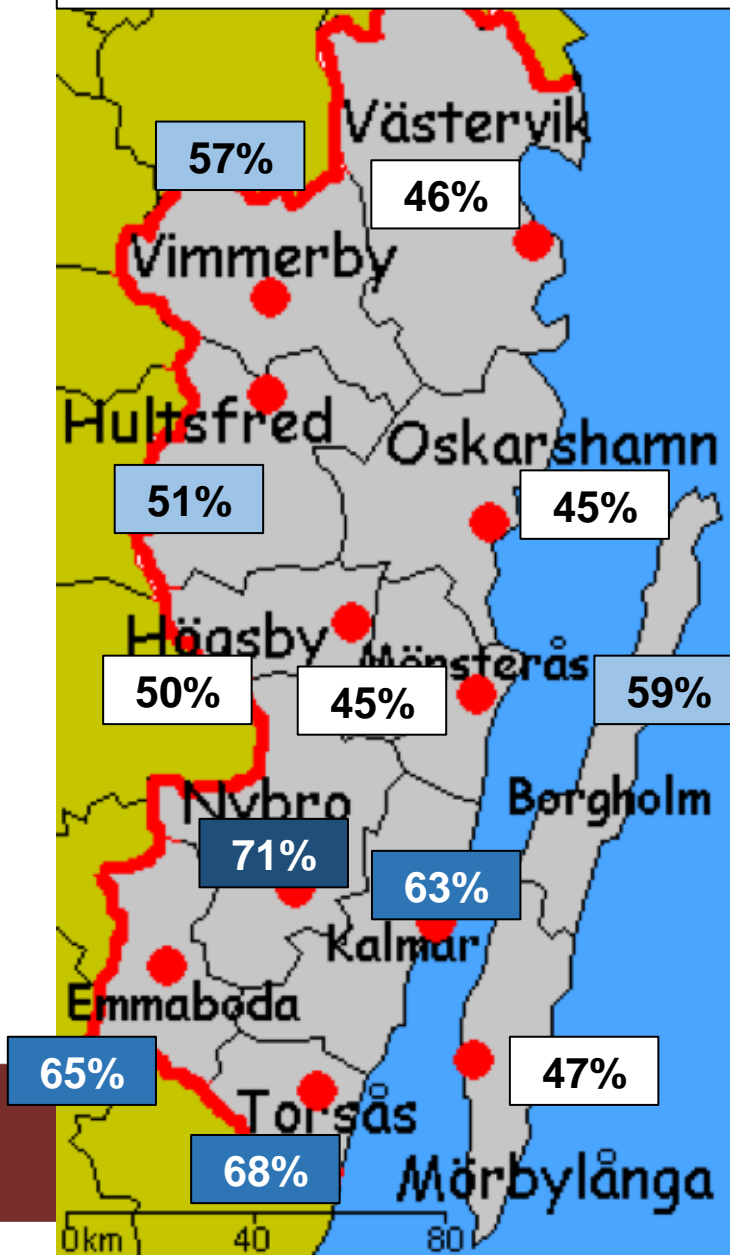 Västervik
57%
46%
Vimmerby
Hultsfred
Oskarshamn
51%
45%
Högsby
Mönsterås
50%
45%
59%
Nybro
Borgholm
71%
63%
Kalmar
Emmaboda
65%
47%
Torsås
68%
Mörbylånga
0km 40 80